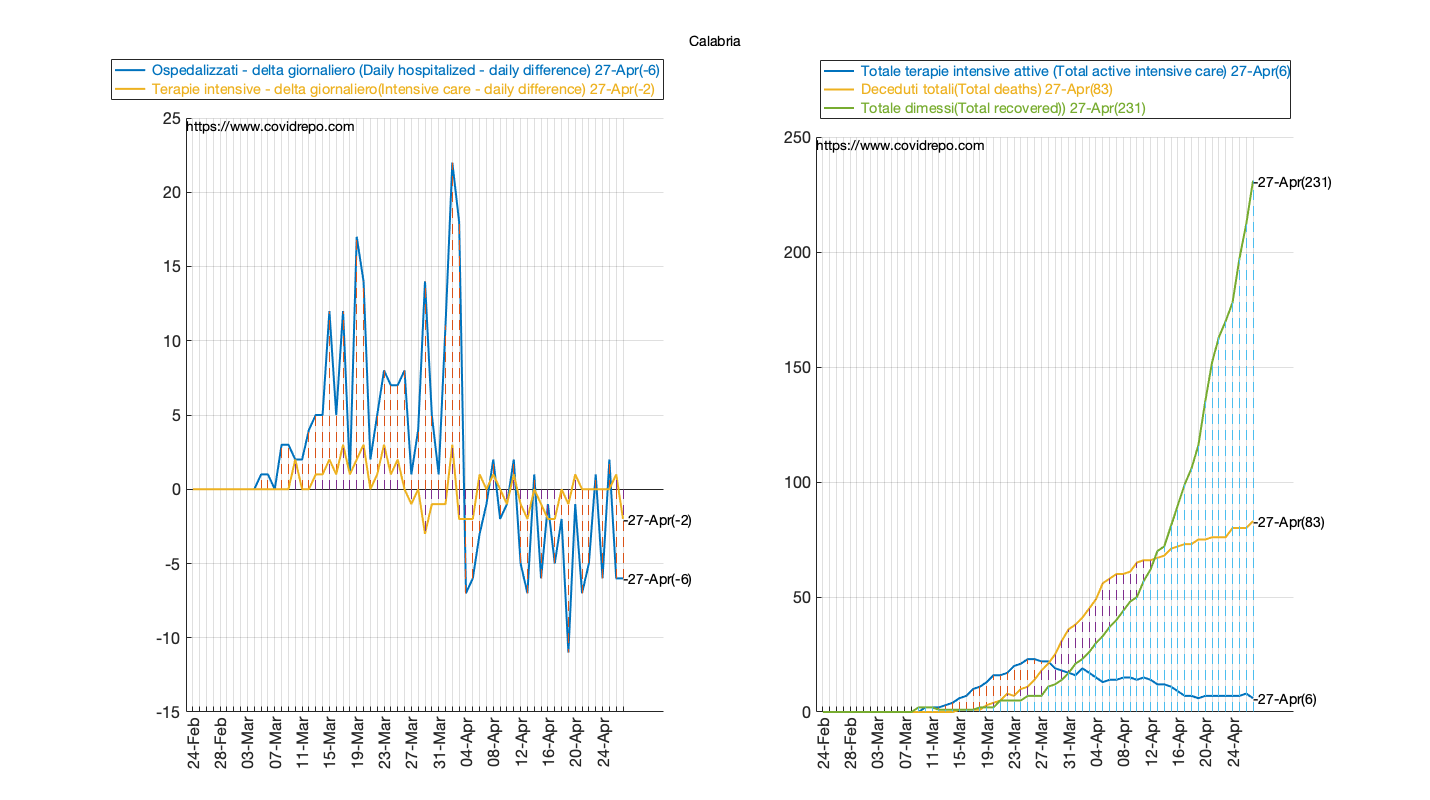 Calabria
Ospedalizzati - delta giornaliero (Daily hospitalized - daily difference) 27-Apr(-6)
Terapie intensive - delta giornaliero(Intensive care - daily difference) 27-Apr(-2)
25
https://www.covidrepo.com
20
15
10
5
0
-27-Apr(-2)
-5
-27-Apr(-6)
-10
-15
24-Feb
28-Feb
03-Mar
07-Mar
11-Mar
15-Mar
19-Mar
23-Mar
27-Mar
31-Mar
04-Apr
08-Apr
12-Apr
16-Apr
20-Apr
24-Apr
Totale terapie intensive attive (Total active intensive care) 27-Apr(6)
Deceduti totali(Total deaths) 27-Apr(83)
Totale dimessi(Total recovered)) 27-Apr(231)
250
https://www.covidrepo.com
-27-Apr(231)
200
150
100
-27-Apr(83)
50
-27-Apr(6)
0
24-Feb
28-Feb
03-Mar
07-Mar
11-Mar
15-Mar
19-Mar
23-Mar
27-Mar
31-Mar
04-Apr
08-Apr
12-Apr
16-Apr
20-Apr
24-Apr